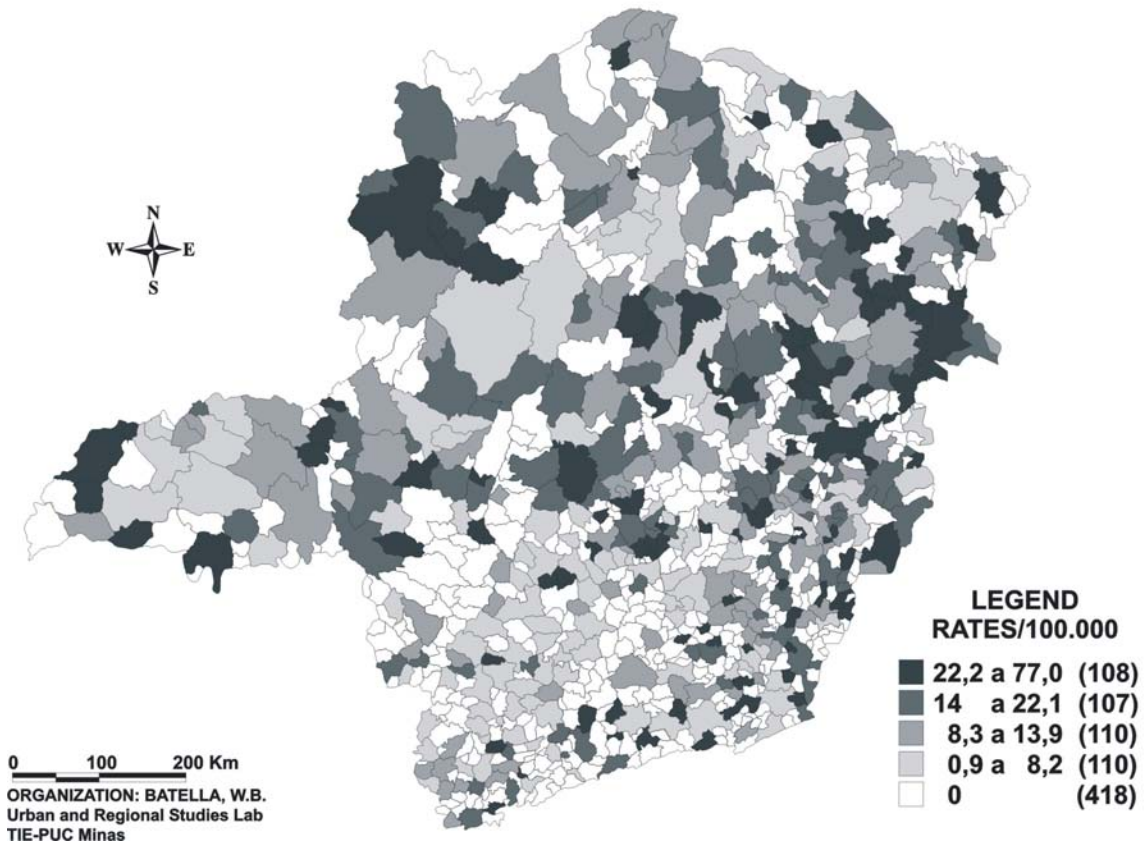 N
W E
S
LEGEND
RATES/100.000
22,2 a 77,0 (108)
14 a 22,1 (107)
8,3 a 13,9 (110)
0,9 a 8,2 (110)
0 (418)
0 100 200 Km
ORGANIZATION: BATELLA, W.B.
Urban and Regional Studies Lab
TIE-PUC Minas